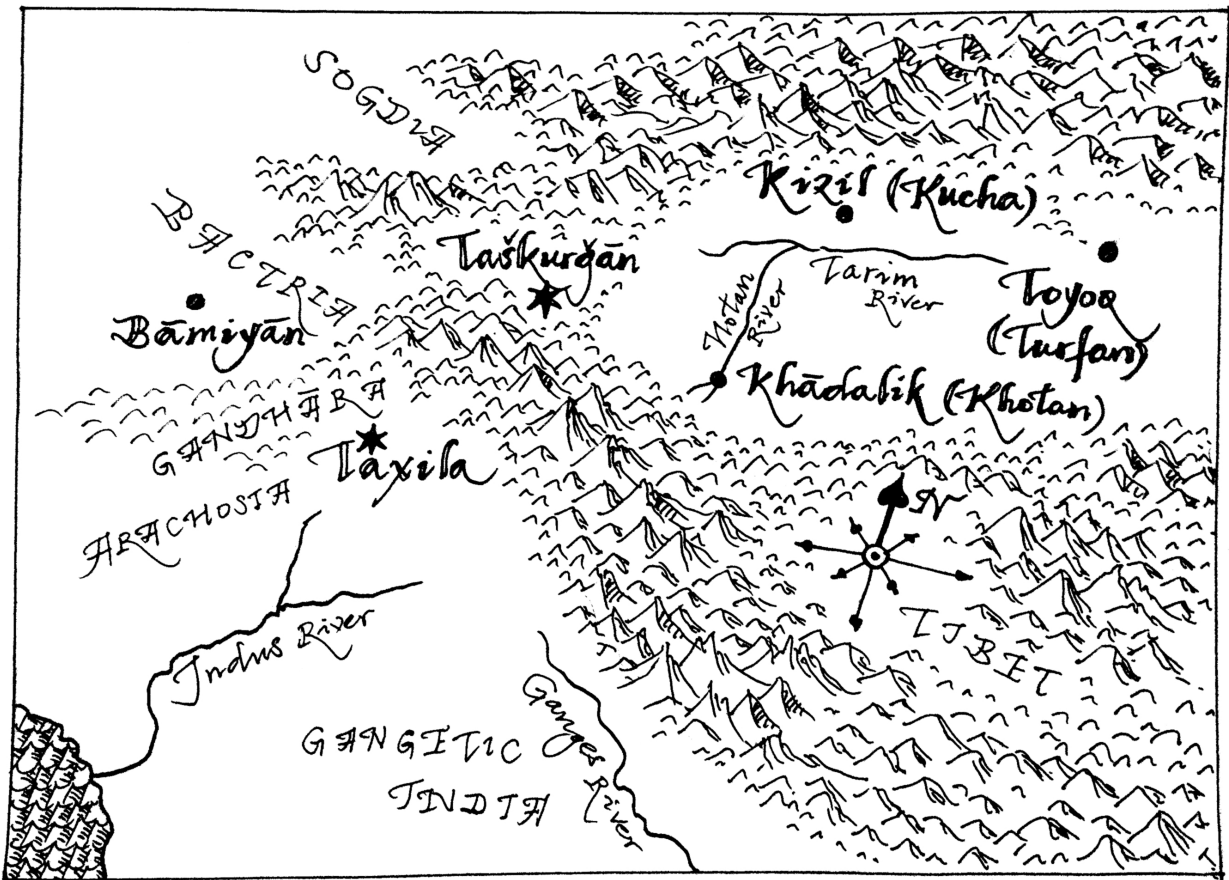 SOGDIA
Kizil (Kucha)
BACTRIA
Taškurğān
Tarim
River
Toyoq
(Turfan)
Hotan
River
Bāmiyān
Khādalik (Khotan)
GANDHĀRA
Taxila
ARACHOSIA
N
Indus River
TIBET
Ganges River
GANGETIC
INDIA